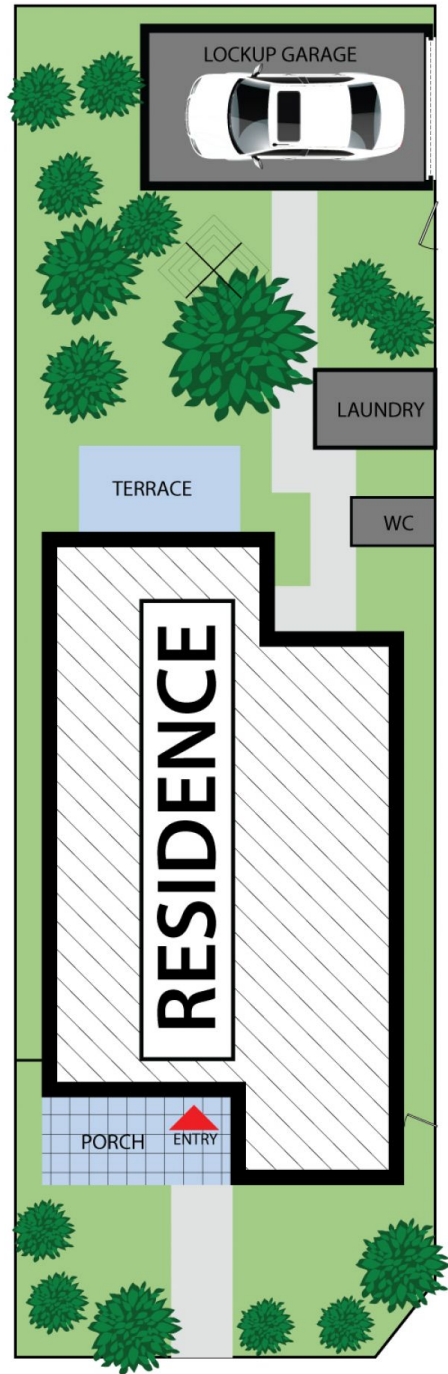 LOCKUP GARAGE
LAUNDRY
TERRACE
WC
RESIDENCE
PORCH
ENTRY